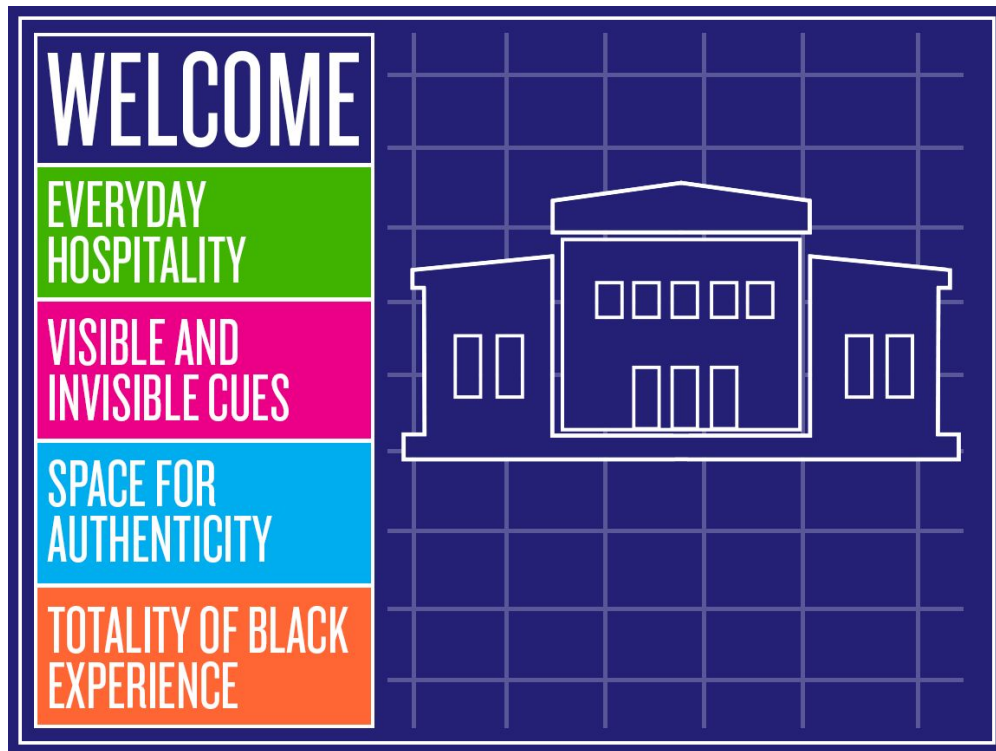 WELCOME
EVERYDAY
HOSPITALITY
VISIBLE AND
INVISIBLE CUES
SPACE FOR
AUTHENTICITY
TOTALITY OF BLACK
EXPERIENCE